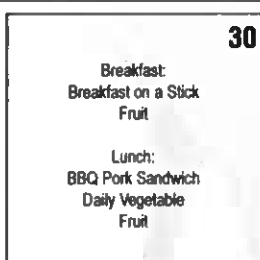 30
Breakfast:
Breakfast on a Stick
Fruit
Lunch:
BBQ Pork Sandwich
Daily Vegetable
Fruit